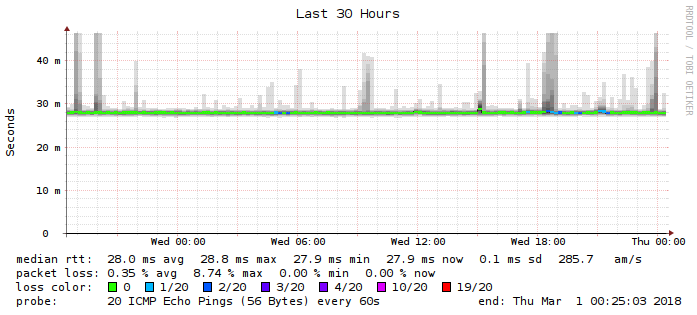 Last 30 Hours
RRDTOOL / TOBI OETIKER
Seconds
40 m
30 m
20 m
10 m
0
Wed 00:00 Wed 06:00 Wed 12:00 Wed 18:00 Thu 00:00
median rtt: 28.0 ms avg 28.8 ms max 27.9 ms min 27.9 ms now 0.1 ms sd 285.7 am/s
packet loss: 0.35 % avg 8.74 % max 0.00 % min 0.00 % now
loss color: 0 1/20 2/20 3/20 4/20 10/20 19/20
probe: 20 ICMP Echo Pings (56 Bytes) every 60s end: Thu Mar 1 00:25:03 2018